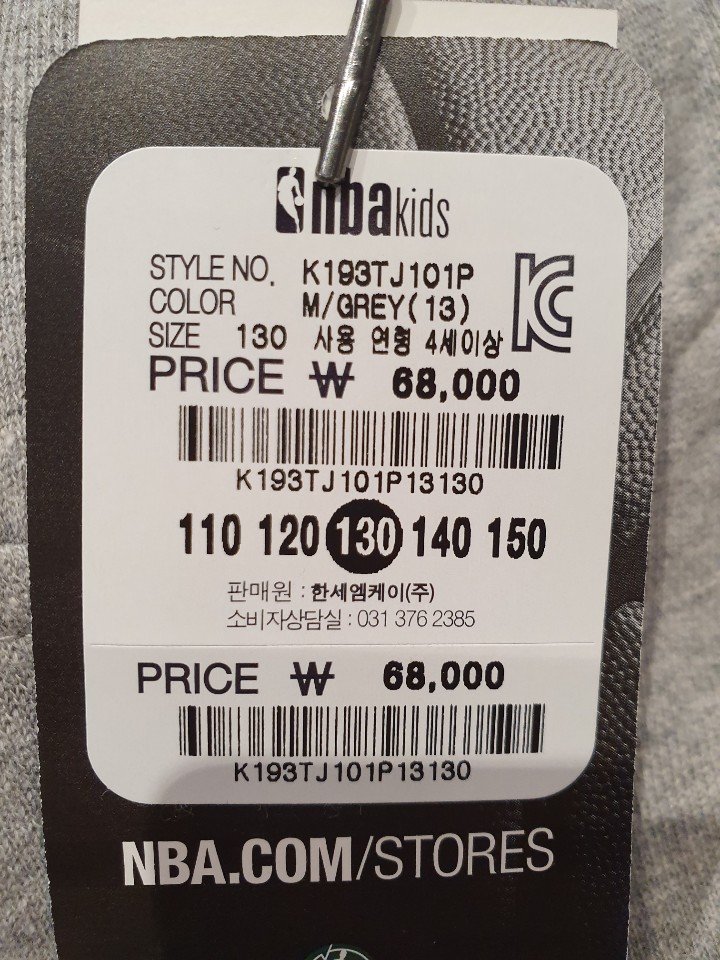 nbakids
STYLE NO. K193TJ101P
COLOR M/GREY(13)
SIZE 130 사용 연령 4세이상
PRICE ₩ 68,000
K193TJ101P13130
110 120 130 140 150
판매원 : 한세엠케이(주)
소비자상담실 : 031 376 2385
PRICE ₩ 68,000
K193TJ101P13130
NBA.COM/STORES